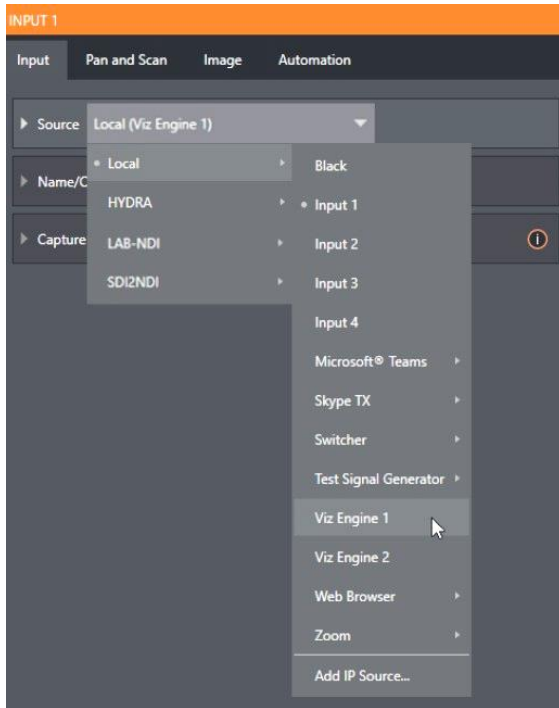 INPUT 1
Input Pan and Scan Image Automation
Source Local (Viz Engine 1)
Local
HYDRA
LAB-NDI
SDI2NDI
Name/C
Capture
Black
Input 1
Input 2
Input 3
Input 4
Microsoft® Teams
Skype TX
Switcher
Test Signal Generator
Viz Engine 1
Viz Engine 2
Web Browser
Zoom
Add IP Source...